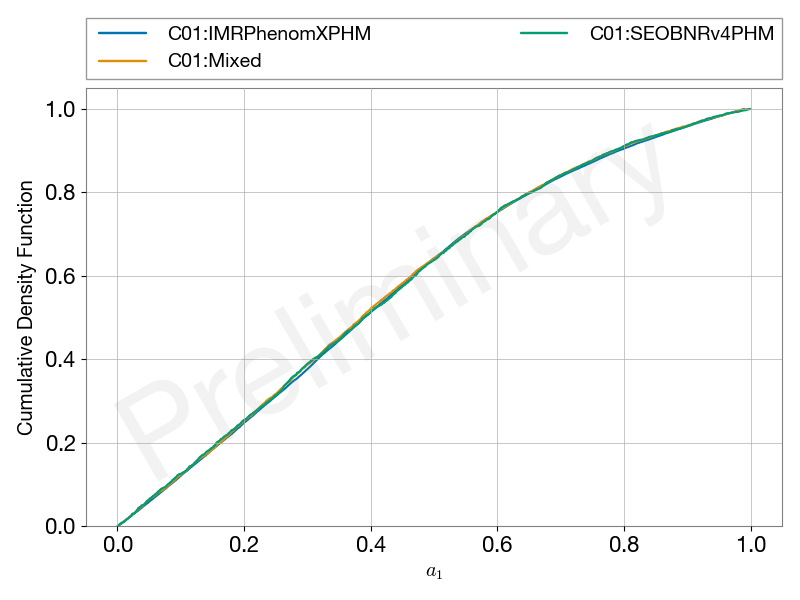 C01:IMRPhenomXPHM
C01:Mixed
C01:SEOBNRv4PHM
Cumulative Density Function
1.0
0.8
0.6
0.4
0.2
0.0
Preliminary
0.0 0.2 0.4 0.6 0.8 1.0
a₁